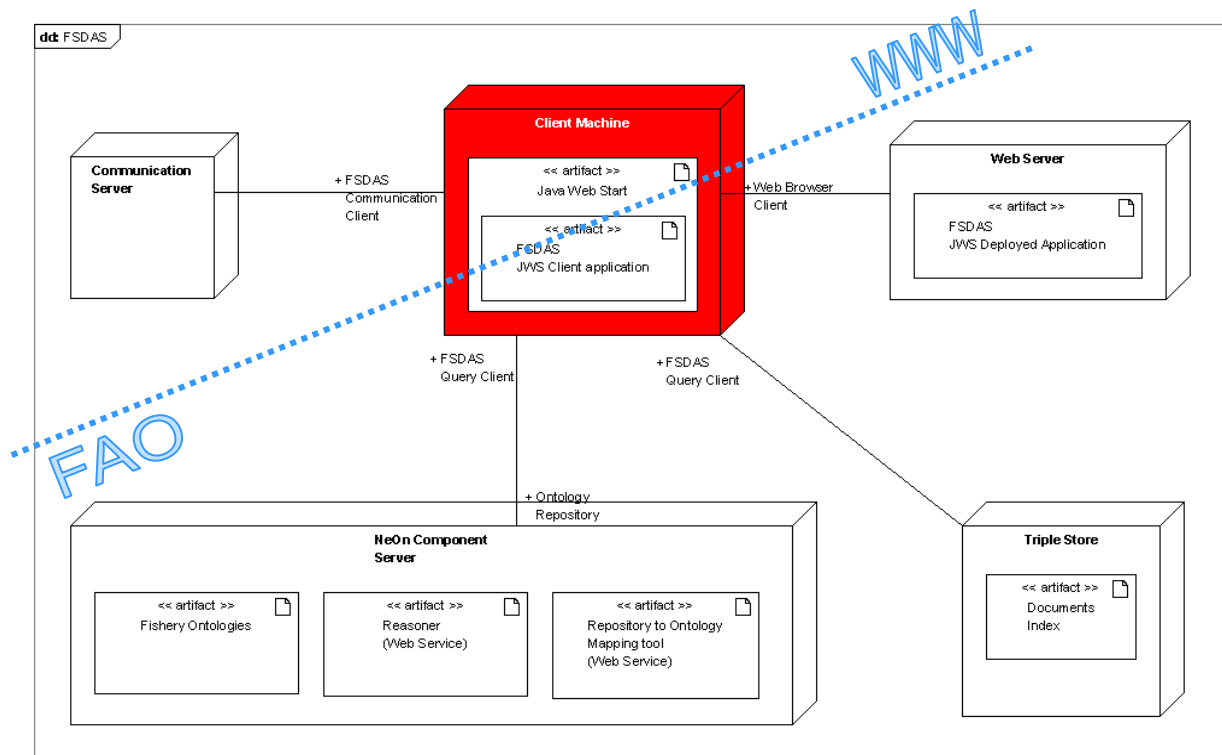 dd: FSDAS
WWW
Client Machine
<< artifact >>
Java Web Start
<< artifact >>
FSDAS
JWS Client application
Communication
Server
+ FSDAS
Communication
Client
+ Web Browser
Client
Web Server
<< artifact >>
FSDAS
JWS Deployed Application
+ FSDAS
Query Client
+ FSDAS
Query Client
FAO
+ Ontology
Repository
NeOn Component
Server
<< artifact >>
Fishery Ontologies
<< artifact >>
Reasoner
(Web Service)
<< artifact >>
Repository to Ontology
Mapping tool
(Web Service)
Triple Store
<< artifact >>
Documents
Index